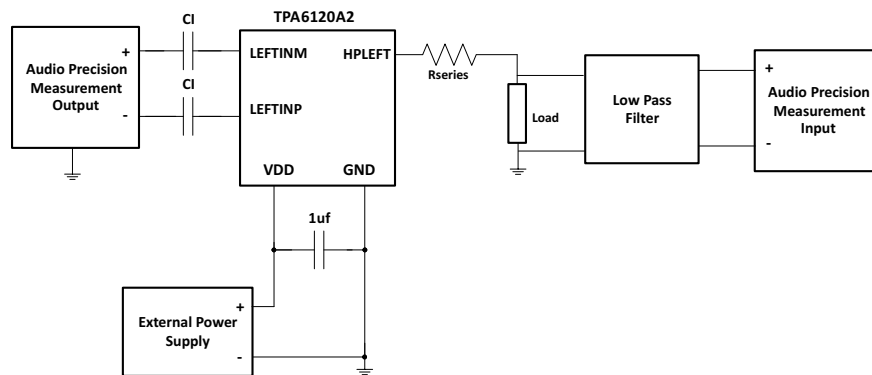 TPA6120A2
CI
+
LEFTINM
HPLEFT
Rseries
Audio Precision
Measurement
Output
CI
-
LEFTINP
Load
Low Pass
Filter
+
Audio Precision
Measurement
Input
-
VDD
GND
1uf
+
External Power
Supply
-